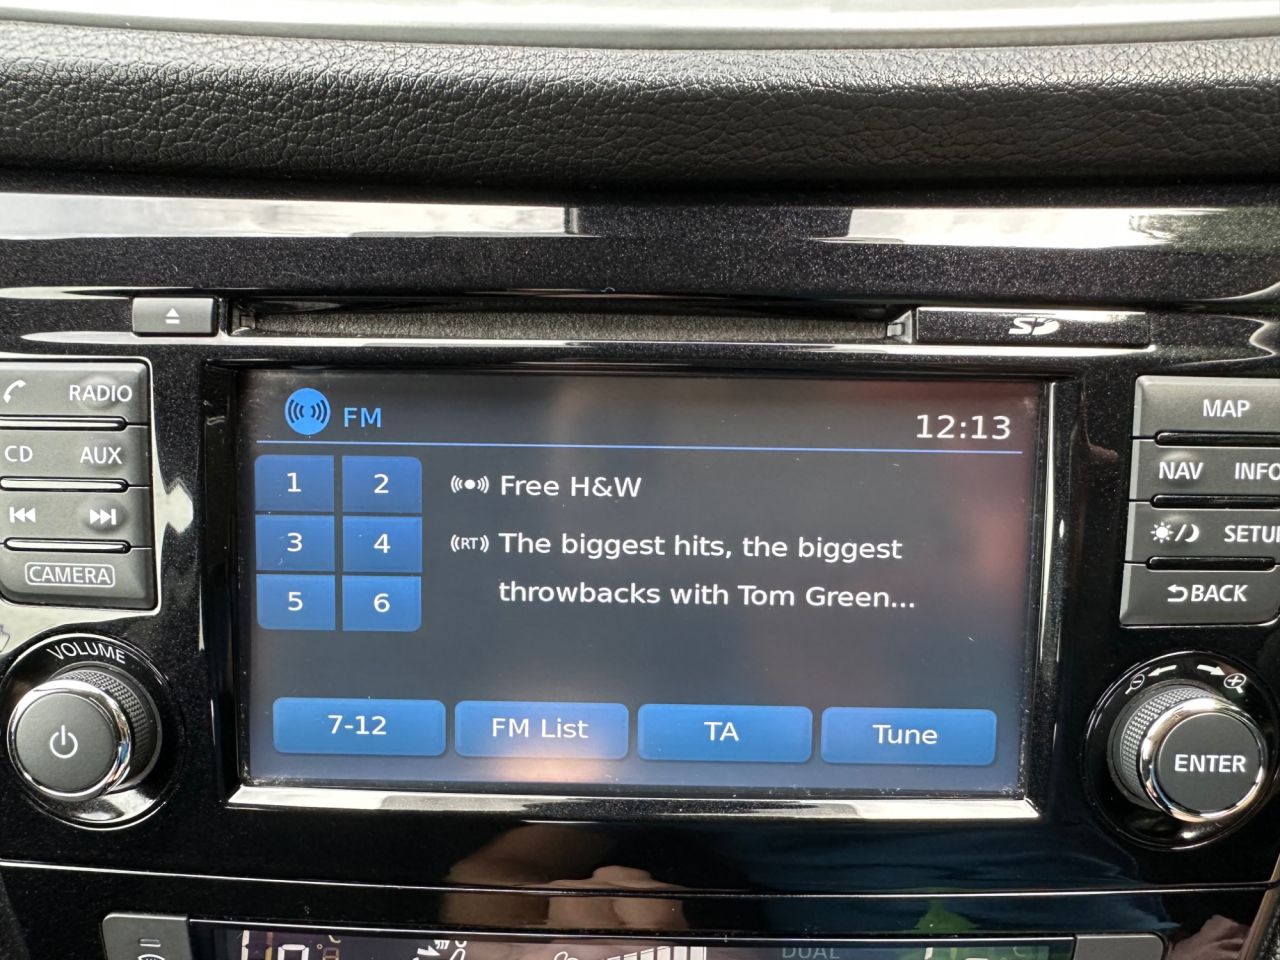 SD
RADIO
CD AUX
CAMERA
VOLUME
FM
12:13
1 2
3 4
5 6
Free H&W
(RT) The biggest hits, the biggest
throwbacks with Tom Green...
7-12 FM List TA Tune
MAP
NAV INFO
BACK
ENTER
DUAL